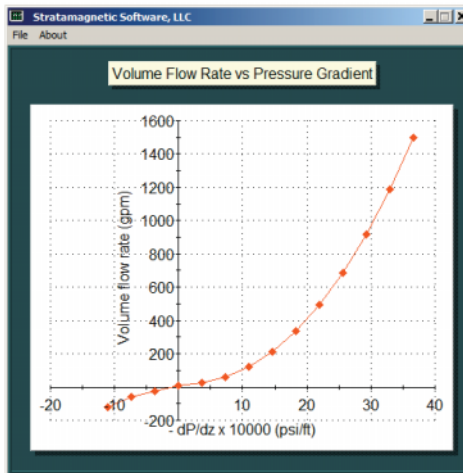 Stratamagnetic Software, LLC
File About
Volume Flow Rate vs Pressure Gradient
1600
1400
1200
1000
800
600
400
200
-200
Volume flow rate (gpm)
-20 -10 0 10 20 30 40
- dP/dz x 10000 (psi/ft)